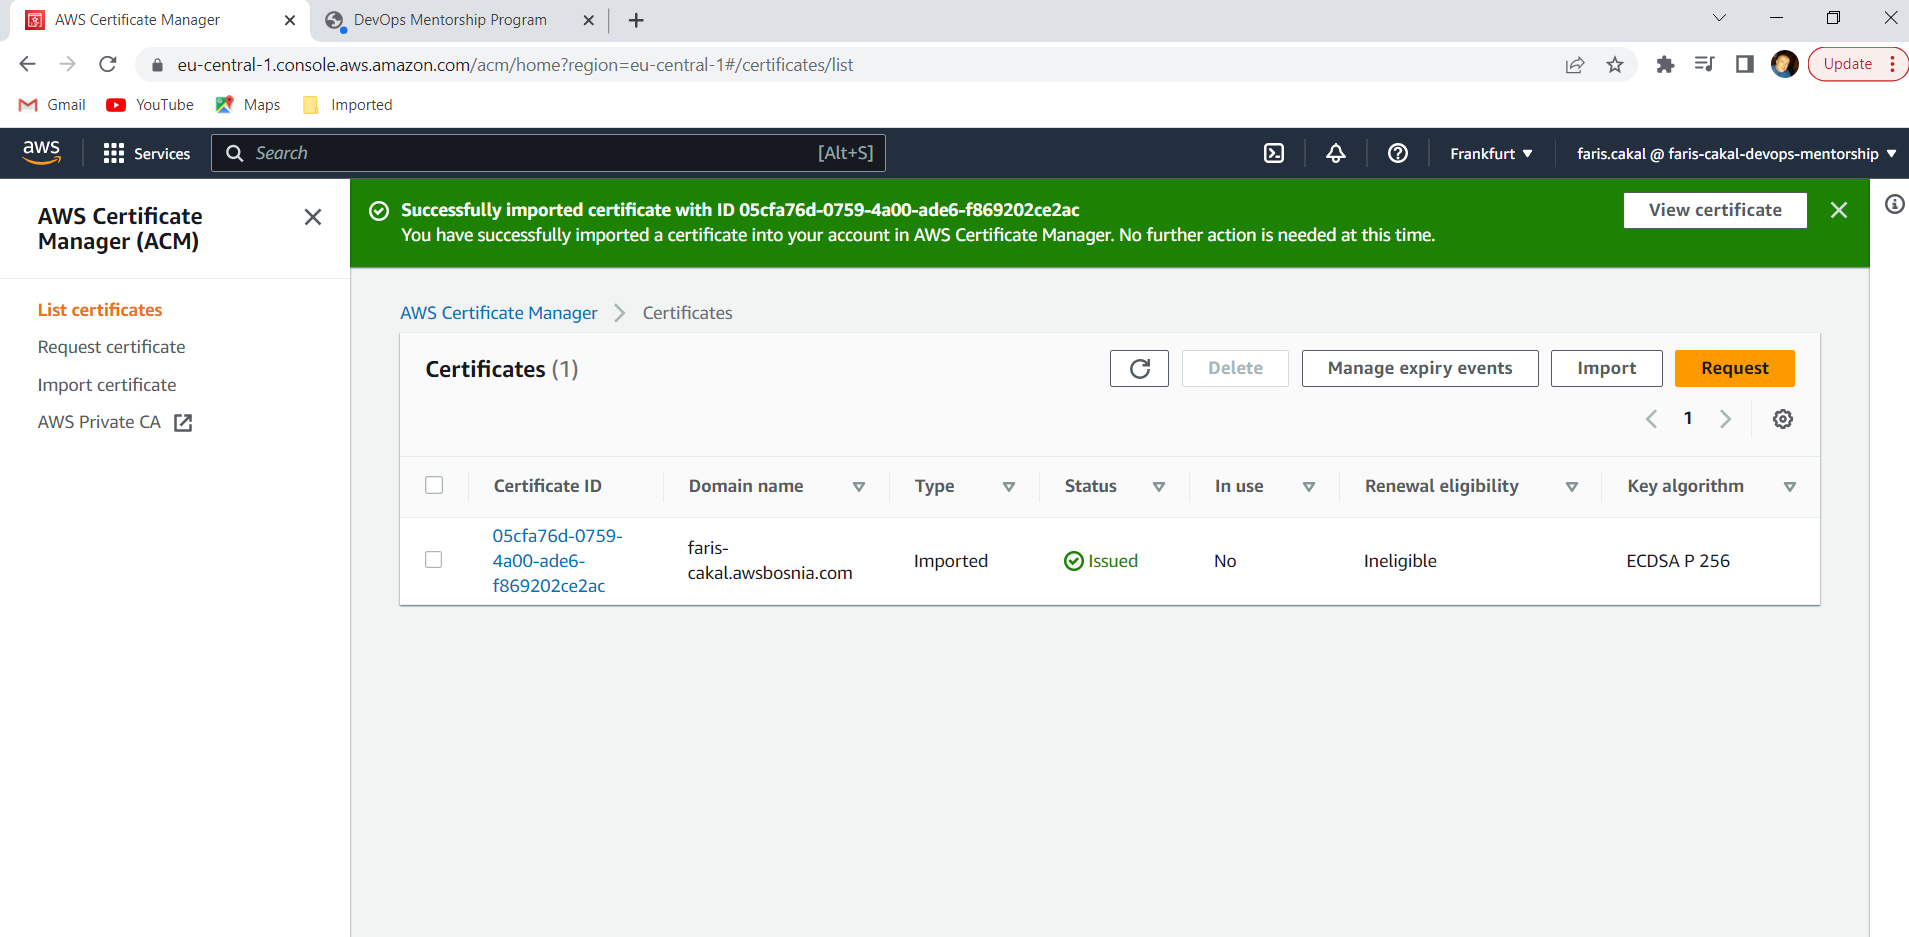 AWS Certificate Manager
DevOps Mentorship Program
eu-central-1.console.aws.amazon.com/acm/home?region=eu-central-1#/certificates/list
Update
Gmail
YouTube
Maps
Imported
aws
Services
Search
[Alt+S]
Frankfurt
faris.cakal @ faris-cakal-devops-mentorship
AWS Certificate
Manager (ACM)
List certificates
Request certificate
Import certificate
AWS Private CA
Successfully imported certificate with ID 05cfa76d-0759-4a00-ade6-f869202ce2ac
You have successfully imported a certificate into your account in AWS Certificate Manager. No further action is needed at this time.
View certificate
AWS Certificate Manager
Certificates
Certificates (1)
Delete
Manage expiry events
Import
Request
1
Certificate ID
Domain name
Type
Status
In use
Renewal eligibility
Key algorithm
05cfa76d-0759-
4a00-ade6-
f869202ce2ac
faris-
cakal.awsbosnia.com
Imported
Issued
No
Ineligible
ECDSA P 256